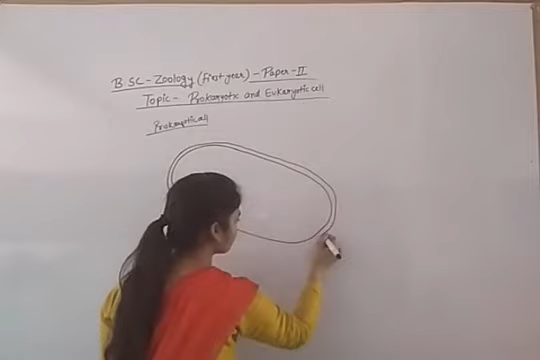 B.SC - Zoology (first year) - Paper - II
Topic - Prokaryotic and Eukaryotic cell
Prokaryotic cell